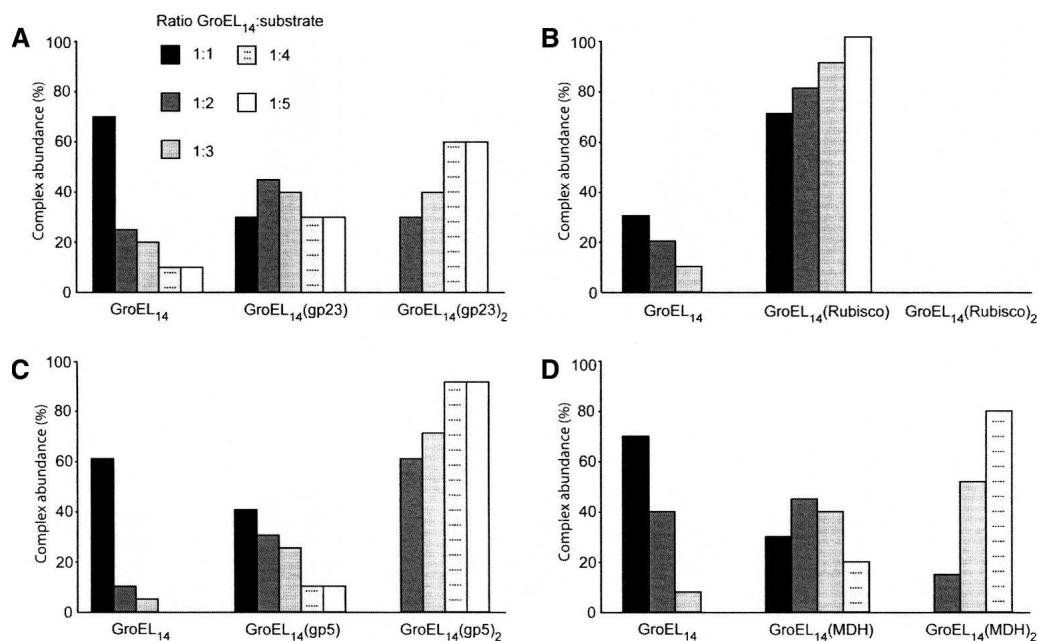 Ratio GroEL14:substrate
1:1
1:4
1:2
1:5
1:3
A
Complex abundance (%)
100
80
60
40
20
0
GroEL14
GroEL14(gp23)
GroEL14(gp23)2
B
Complex abundance (%)
100
80
60
40
20
0
GroEL14
GroEL14(Rubisco)
GroEL14(Rubisco)2
C
Complex abundance (%)
100
80
60
40
20
0
GroEL14
GroEL14(gp5)
GroEL14(gp5)2
D
Complex abundance (%)
100
80
60
40
20
0
GroEL14
GroEL14(MDH)
GroEL14(MDH)2